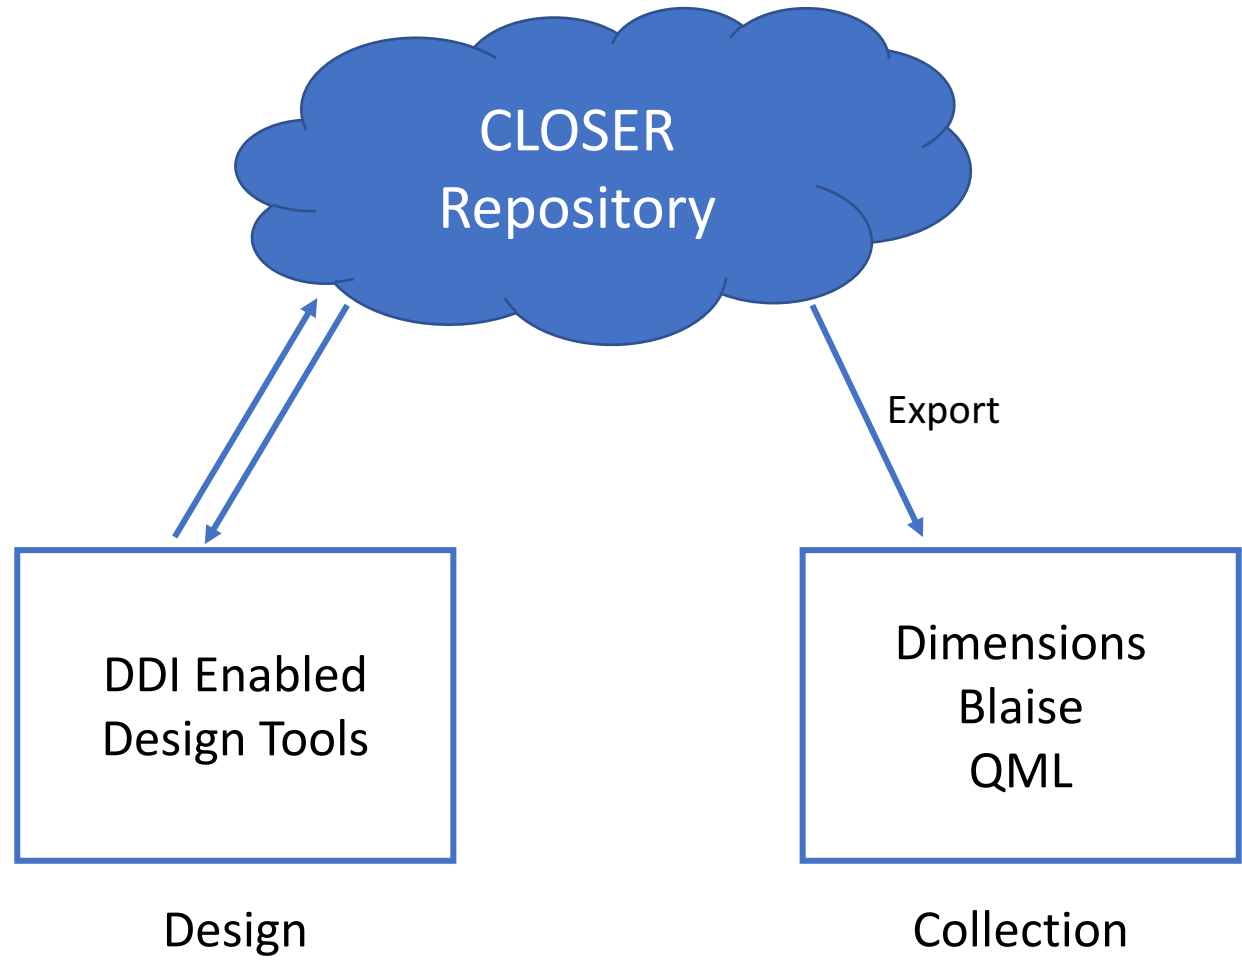 CLOSER
Repository
Export
DDI Enabled
Design Tools
Dimensions
Blaise
QML
Design
Collection